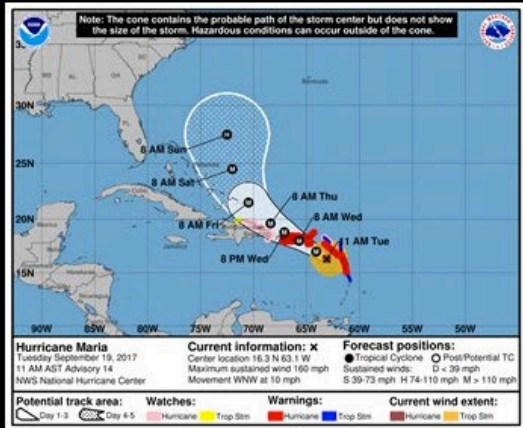 Note: The cone contains the probable path of the storm center but does not show
the size of the storm. Hazardous conditions can occur outside of the cone.
NOAA
Bermuda
30N
25N
20N
15N
8 AM Sun
8 AM Sat
8 AM Fri
8 AM Thu
8 AM Wed
8 PM Wed
11 AM Tue
90W 85W 80W 75W 70W 65W 60W 55W 50W
Hurricane Maria
Tuesday September 19, 2017
11 AM AST Advisory 14
NWS National Hurricane Center
Current information: x
Center location 16.3 N 63.1 W
Maximum sustained wind 160 mph
Movement WNW at 10 mph
Forecast positions:
Tropical Cyclone Post/Potential TC
Sustained winds: D < 39 mph
S 39-73 mph H 74-110 mph M > 110 mph
Potential track area:
Day 1-3 Day 4-5
Watches:
Hurricane Trop Stm
Warnings:
Hurricane Trop Stm
Current wind extent:
Hurricane Trop Stm